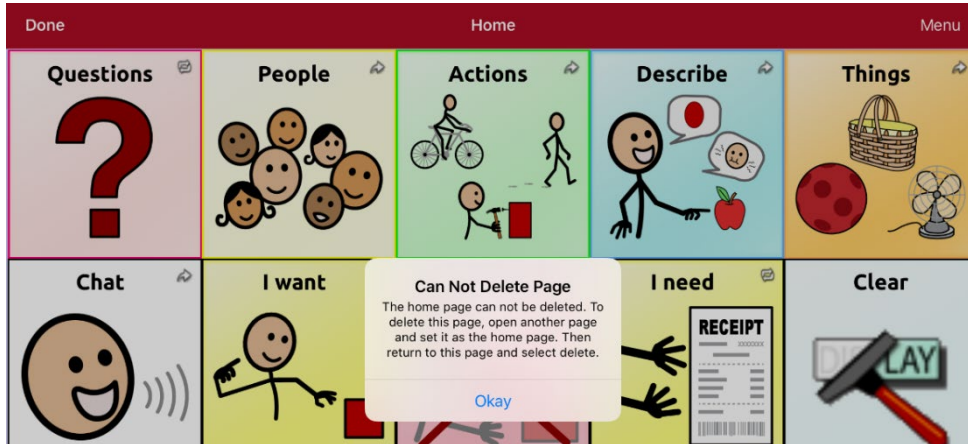 Done Home Menu
Questions People Actions Describe Things
Chat I want I need Clear
Can Not Delete Page
The home page can not be deleted. To
delete this page, open another page
and set it as the home page. Then
return to this page and select delete.
Okay
RECEIPT
LAY